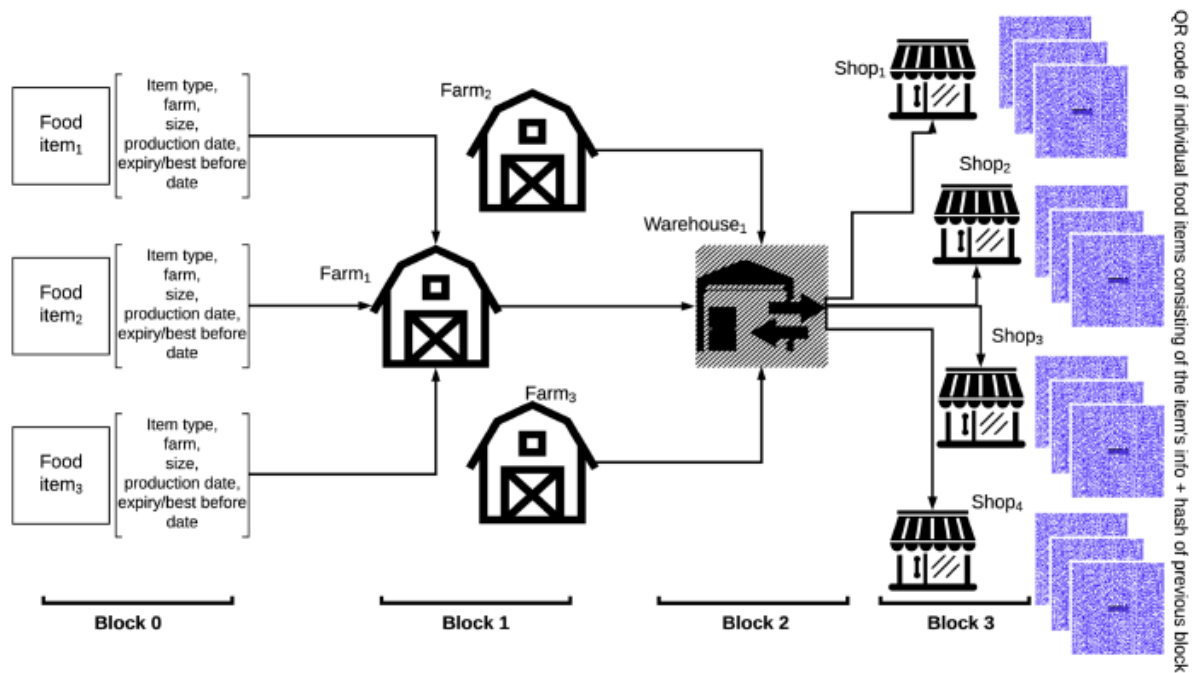 Food
item₁
Item type,
farm,
size,
production date,
expiry/best before
date
Food
item₂
Item type,
farm,
size,
production date,
expiry/best before
date
Food
item₃
Item type,
farm,
size,
production date,
expiry/best before
date
Farm₂
Farm₁
Farm₃
Warehouse₁
Shop₁
Shop₂
Shop₃
Shop₄
QR code of individual food items consisting of the item's info + hash of previous block
Block 0
Block 1
Block 2
Block 3